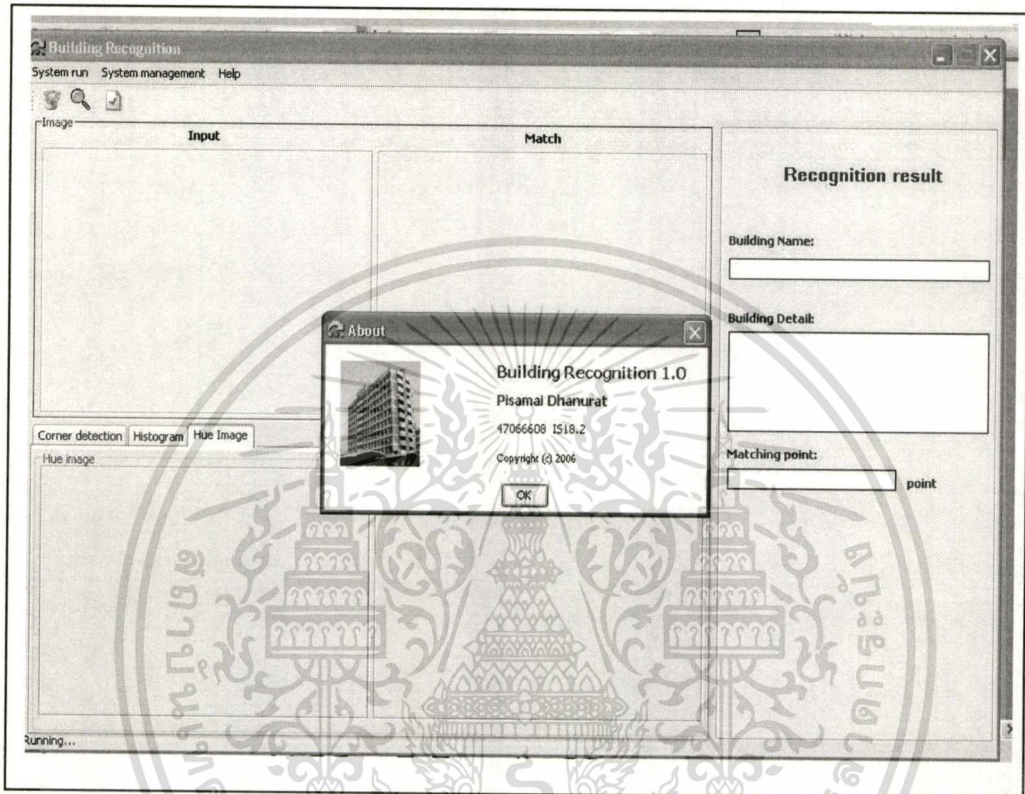 Building Recognition
System run System management Help
Image
Input
Match
Recognition result
Building Name:
Building Detail:
Matching point:
point
Corner detection Histogram Hue Image
Hue image
Running...
About
Building Recognition 1.0
Pisamai Dhanurat
47066608 IS18.2
Copyright (c) 2006
OK